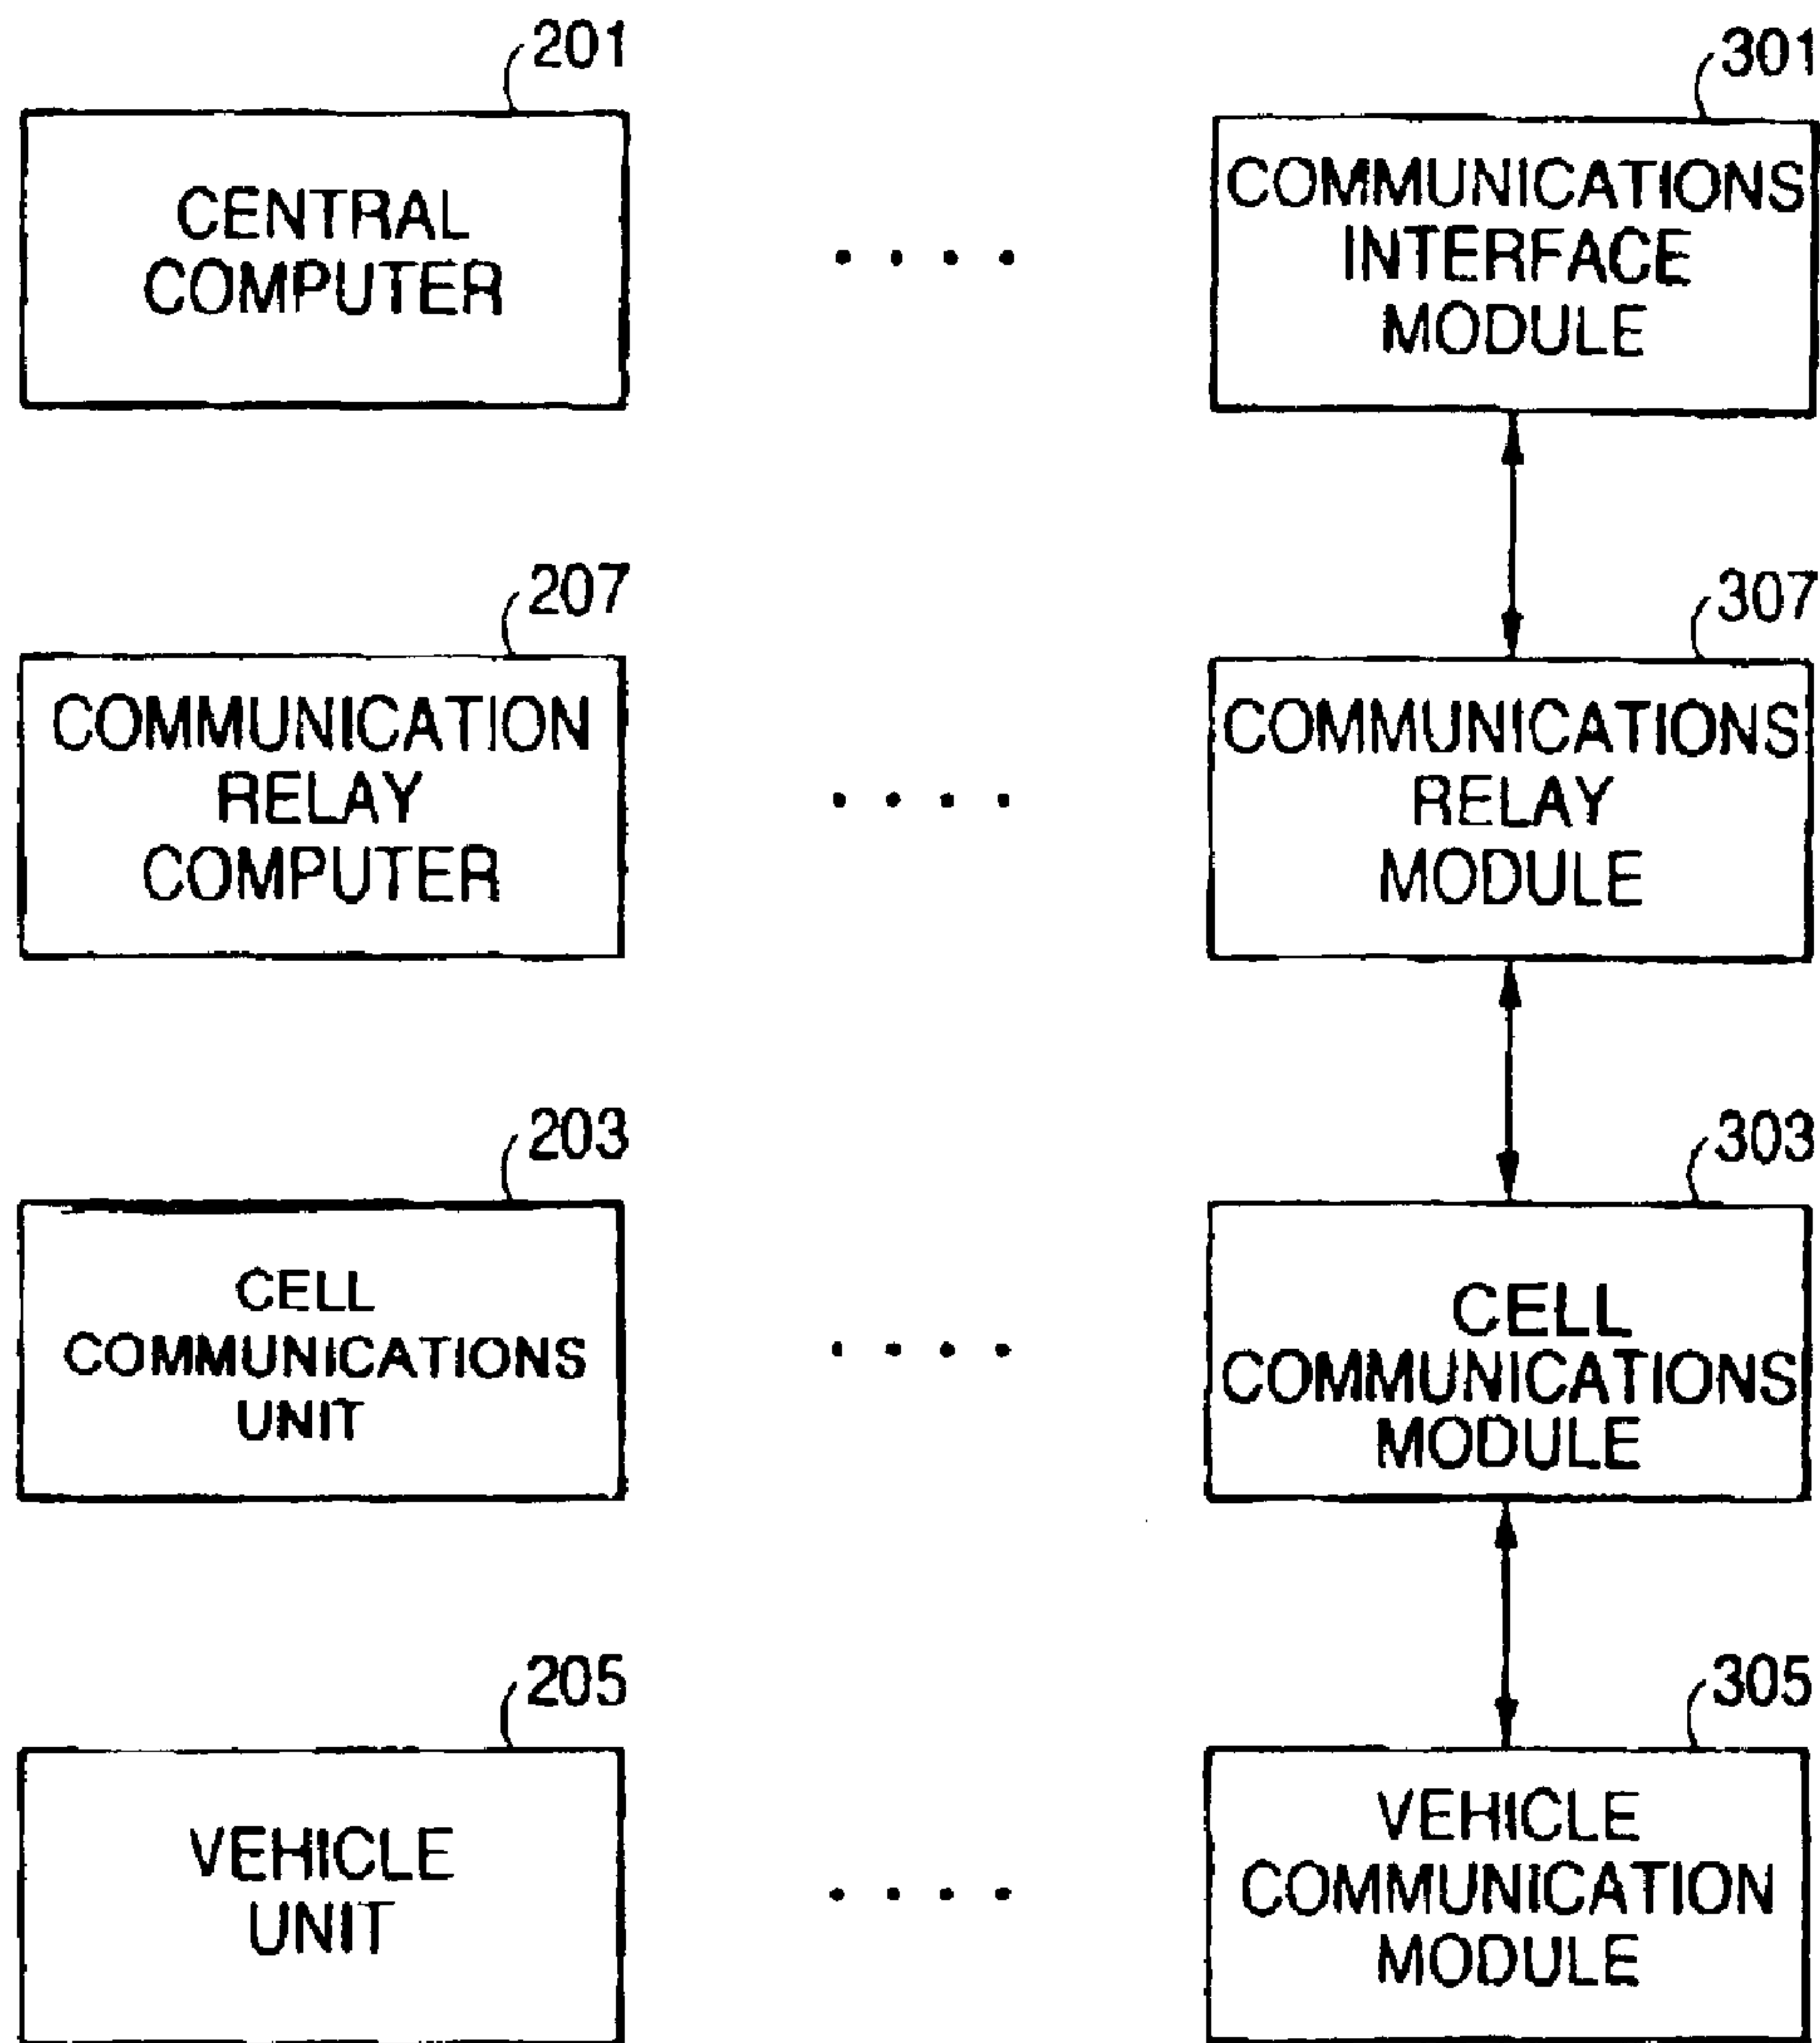 201
CENTRAL
COMPUTER
301
COMMUNICATIONS
INTERFACE
MODULE
207
COMMUNICATION
RELAY
COMPUTER
307
COMMUNICATIONS
RELAY
MODULE
203
CELL
COMMUNICATIONS
UNIT
303
CELL
COMMUNICATIONS
MODULE
205
VEHICLE
UNIT
305
VEHICLE
COMMUNICATION
MODULE